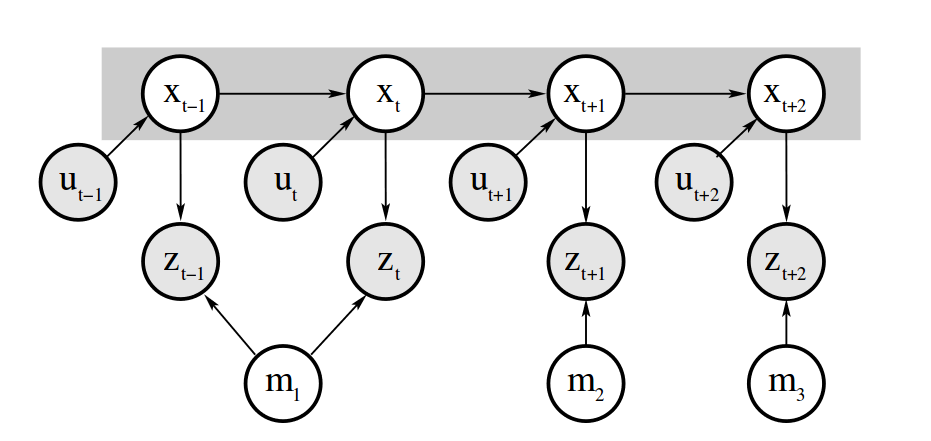 x_{t−1} x_t x_{t+1} x_{t+2}
u_{t−1} u_t u_{t+1} u_{t+2}
z_{t−1} z_t z_{t+1} z_{t+2}
m_1 m_2 m_3